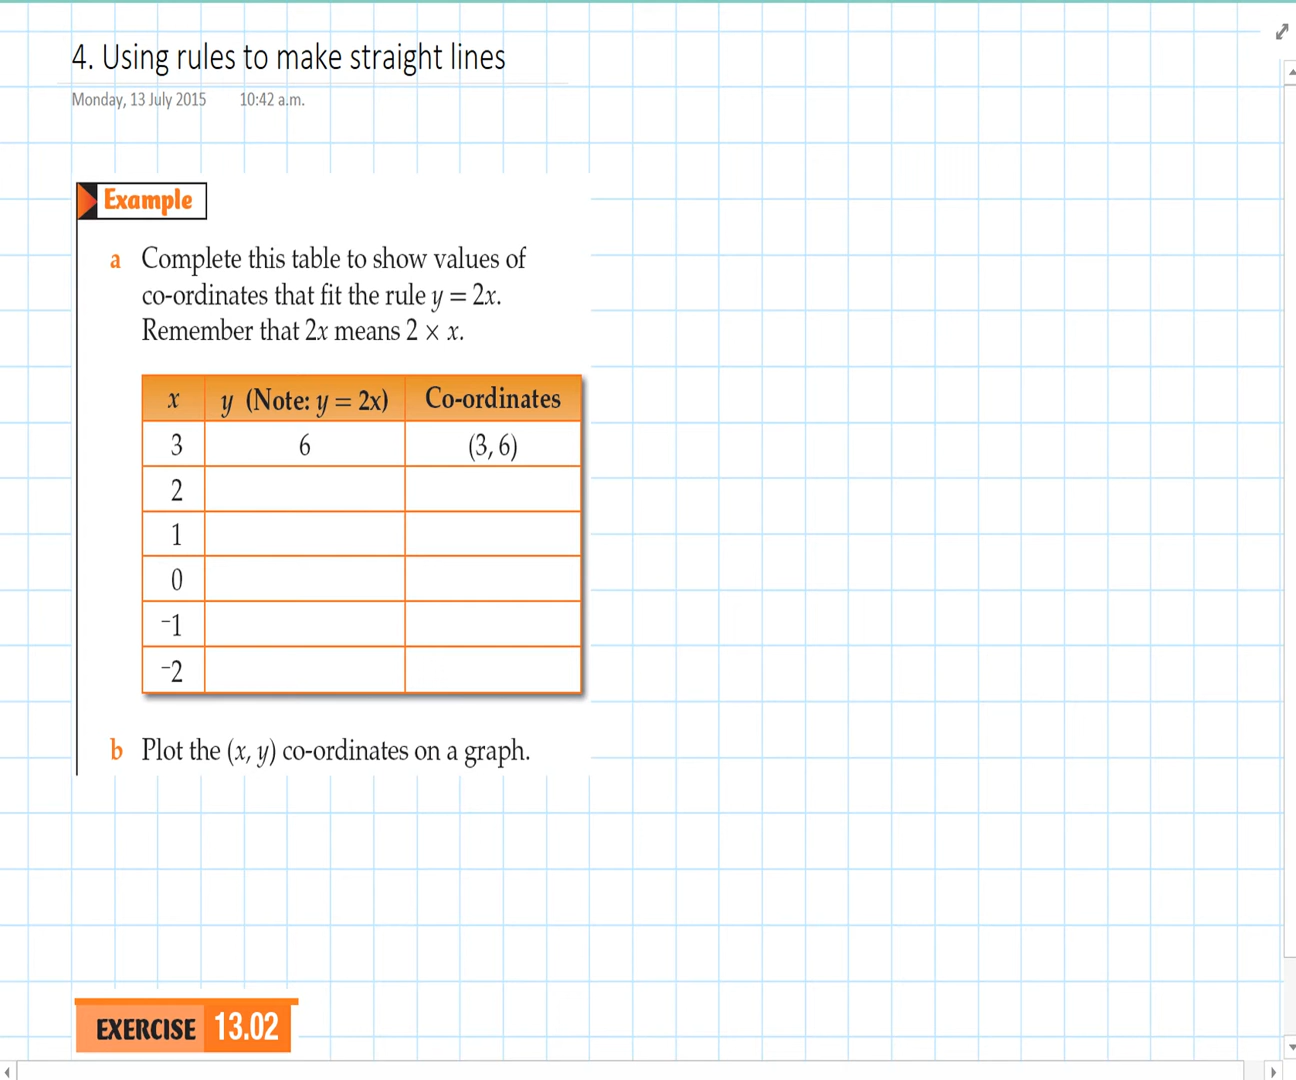 4. Using rules to make straight lines
Monday, 13 July 2015 10:42 a.m.
Example
a Complete this table to show values of
co-ordinates that fit the rule y = 2x.
Remember that 2x means 2 × x.
x y (Note: y = 2x) Co-ordinates
3 6 (3, 6)
2
1
0
⁻1
⁻2
b Plot the (x, y) co-ordinates on a graph.
EXERCISE 13.02